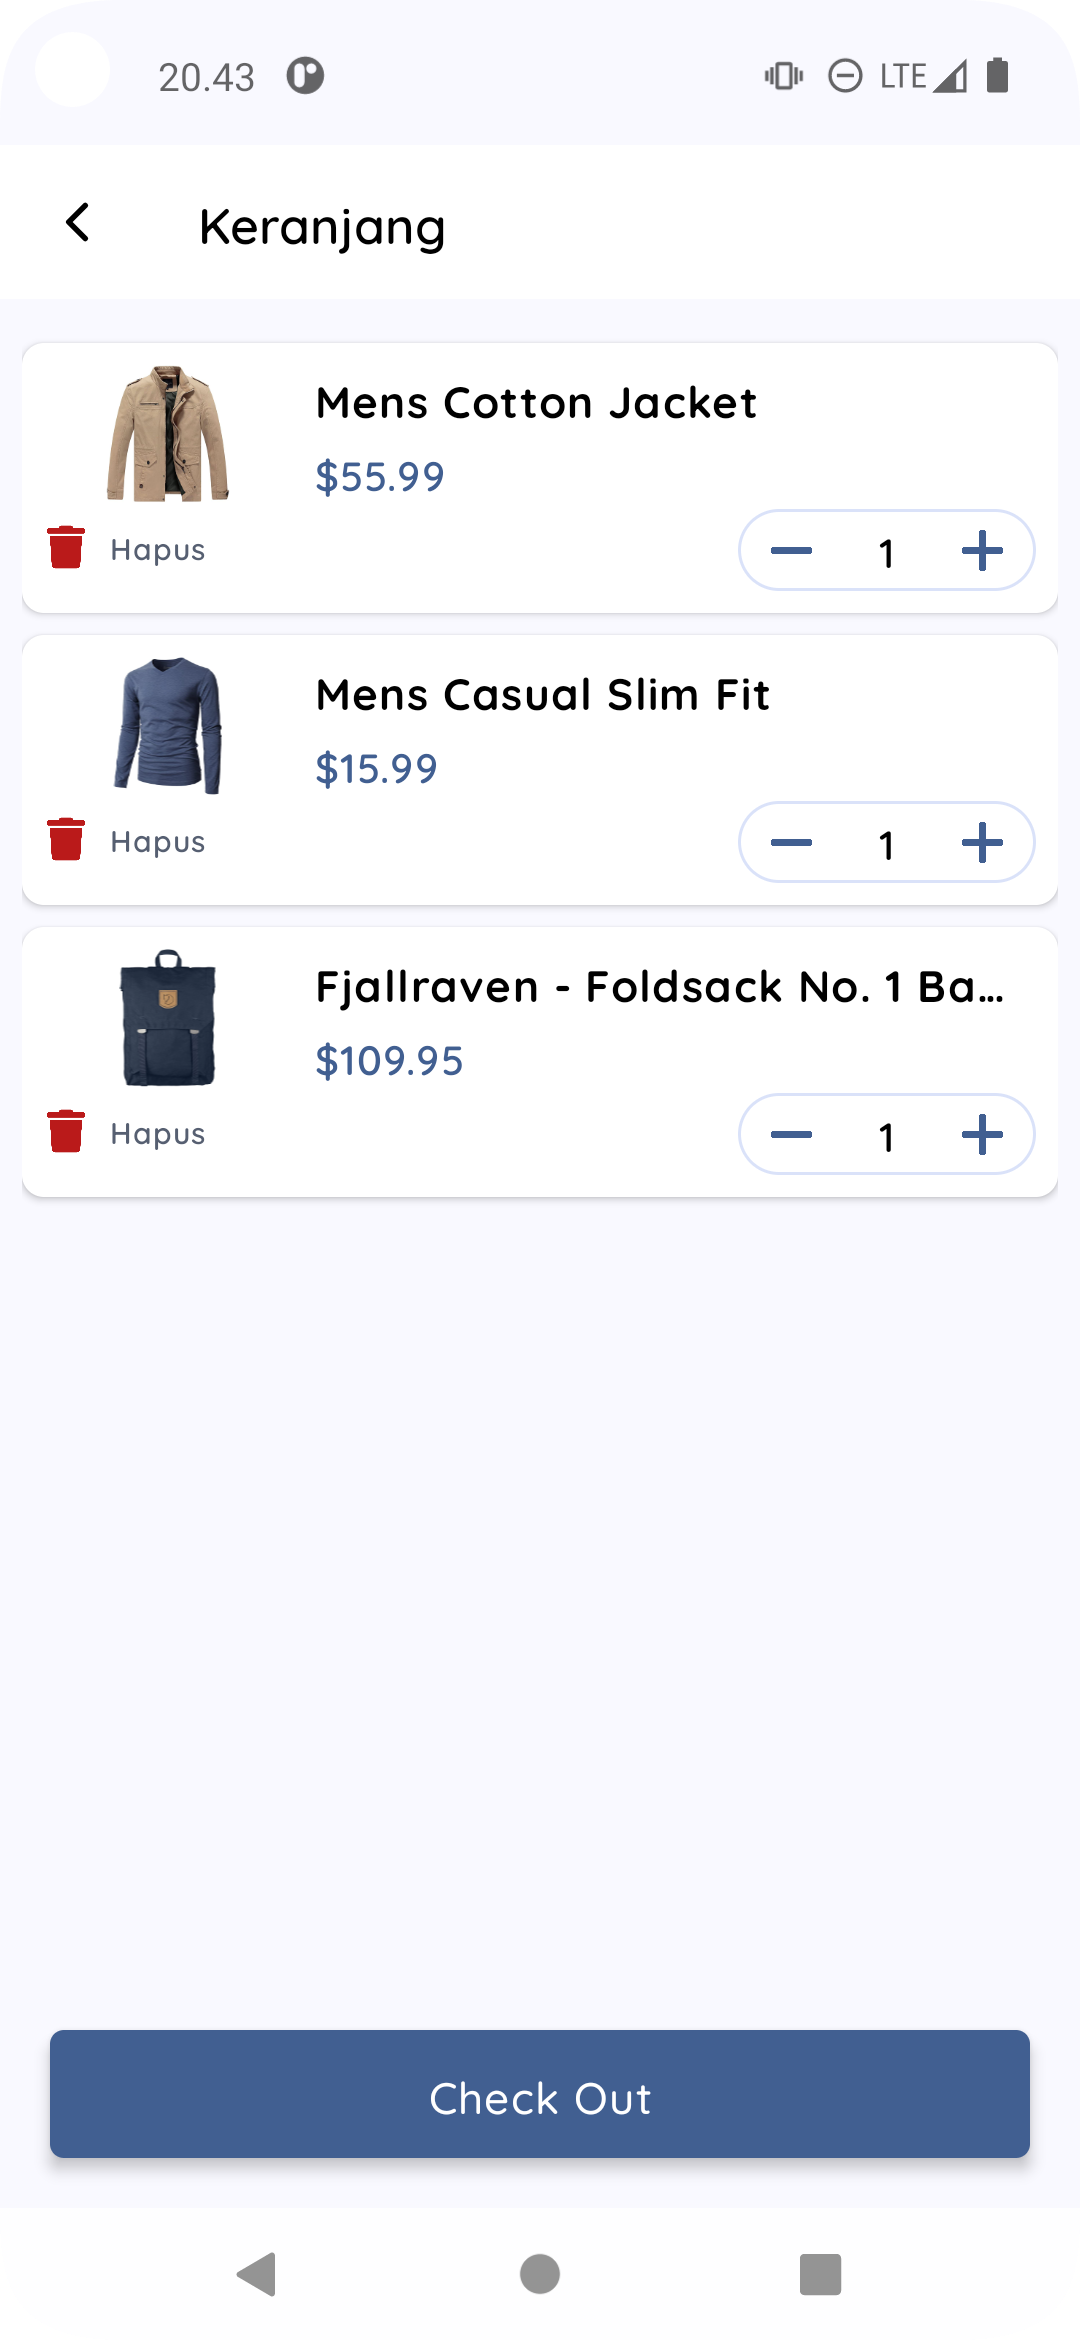 20.43
LTE
Keranjang
Mens Cotton Jacket
$55.99
Hapus
1
Mens Casual Slim Fit
$15.99
Hapus
1
Fjallraven - Foldsack No. 1 Ba...
$109.95
Hapus
1
Check Out